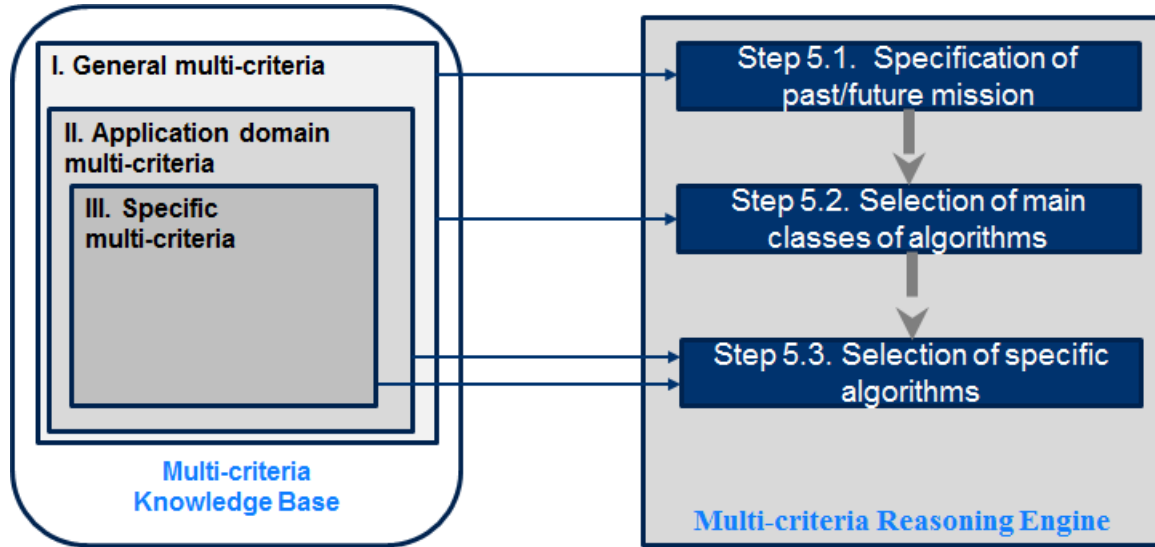 I. General multi-criteria
II. Application domain
multi-criteria
III. Specific
multi-criteria
Multi-criteria
Knowledge Base
Step 5.1. Specification of
past/future mission
Step 5.2. Selection of main
classes of algorithms
Step 5.3. Selection of specific
algorithms
Multi-criteria Reasoning Engine